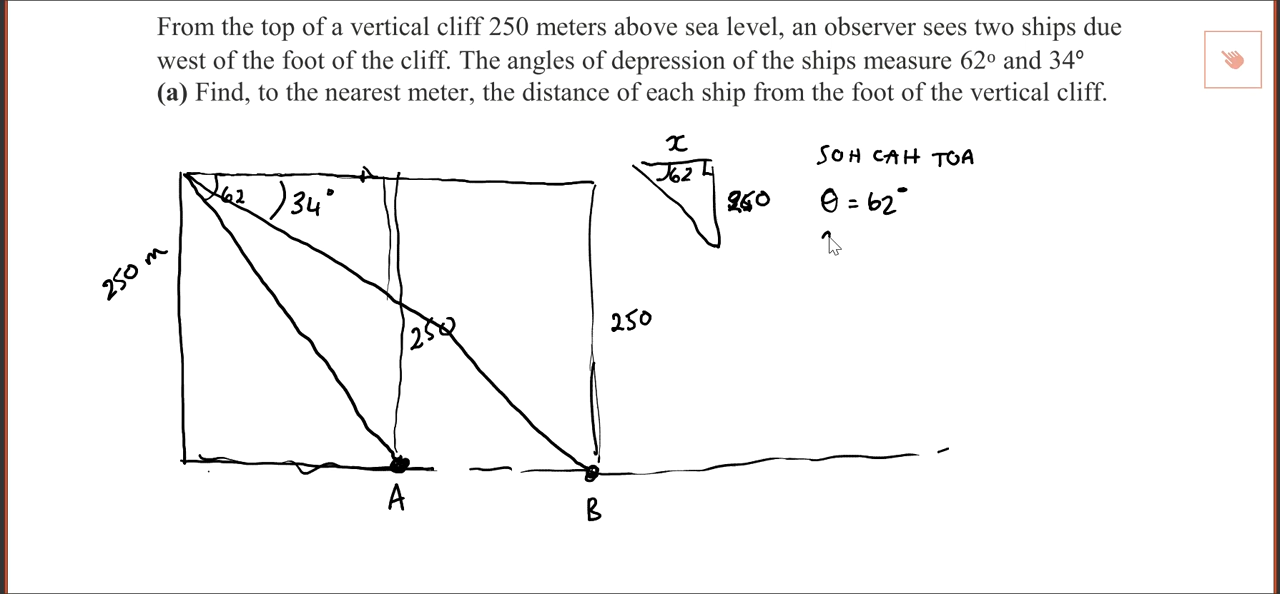 From the top of a vertical cliff 250 meters above sea level, an observer sees two ships due
west of the foot of the cliff. The angles of depression of the ships measure 62º and 34º
(a) Find, to the nearest meter, the distance of each ship from the foot of the vertical cliff.
x
SOH CAH TOA
62
34°
62
250
θ = 62°
250 m
250
250
A
B